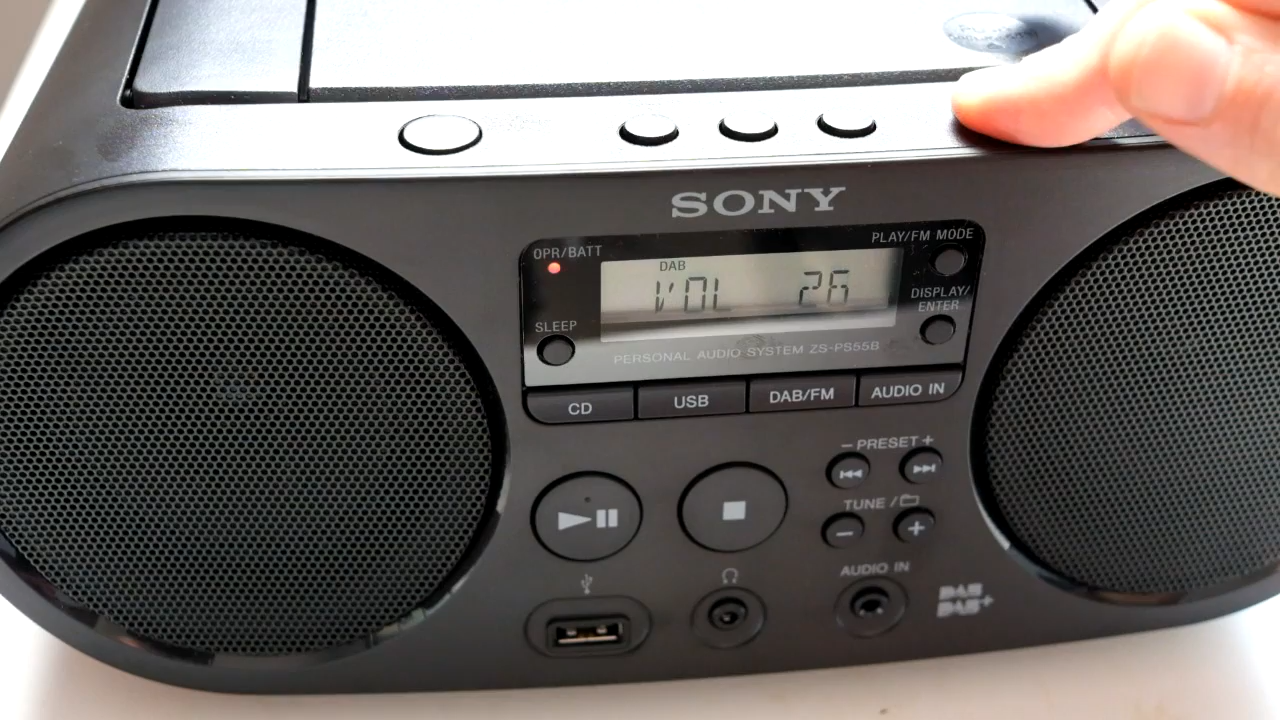 SONY
OPR/BATT
PLAY/FM MODE
DAB
VOL 26
DISPLAY/
ENTER
SLEEP
PERSONAL AUDIO SYSTEM ZS-PS55B
CD
USB
DAB/FM
AUDIO IN
– PRESET +
TUNE /
– +
AUDIO IN
DAB
DAB+